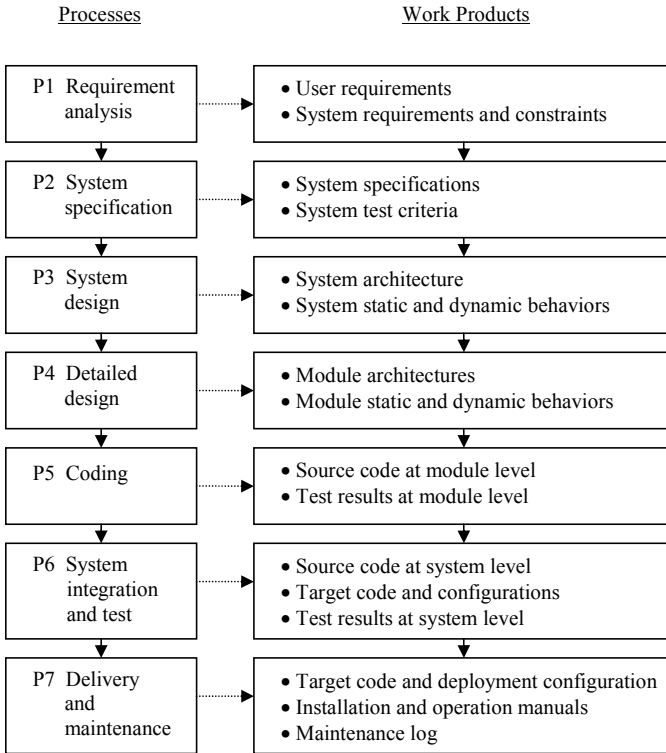 Processes
Work Products
P1 Requirement
analysis
• User requirements
• System requirements and constraints
P2 System
specification
• System specifications
• System test criteria
P3 System
design
• System architecture
• System static and dynamic behaviors
P4 Detailed
design
• Module architectures
• Module static and dynamic behaviors
P5 Coding
• Source code at module level
• Test results at module level
P6 System
integration
and test
• Source code at system level
• Target code and configurations
• Test results at system level
P7 Delivery
and
maintenance
• Target code and deployment configuration
• Installation and operation manuals
• Maintenance log